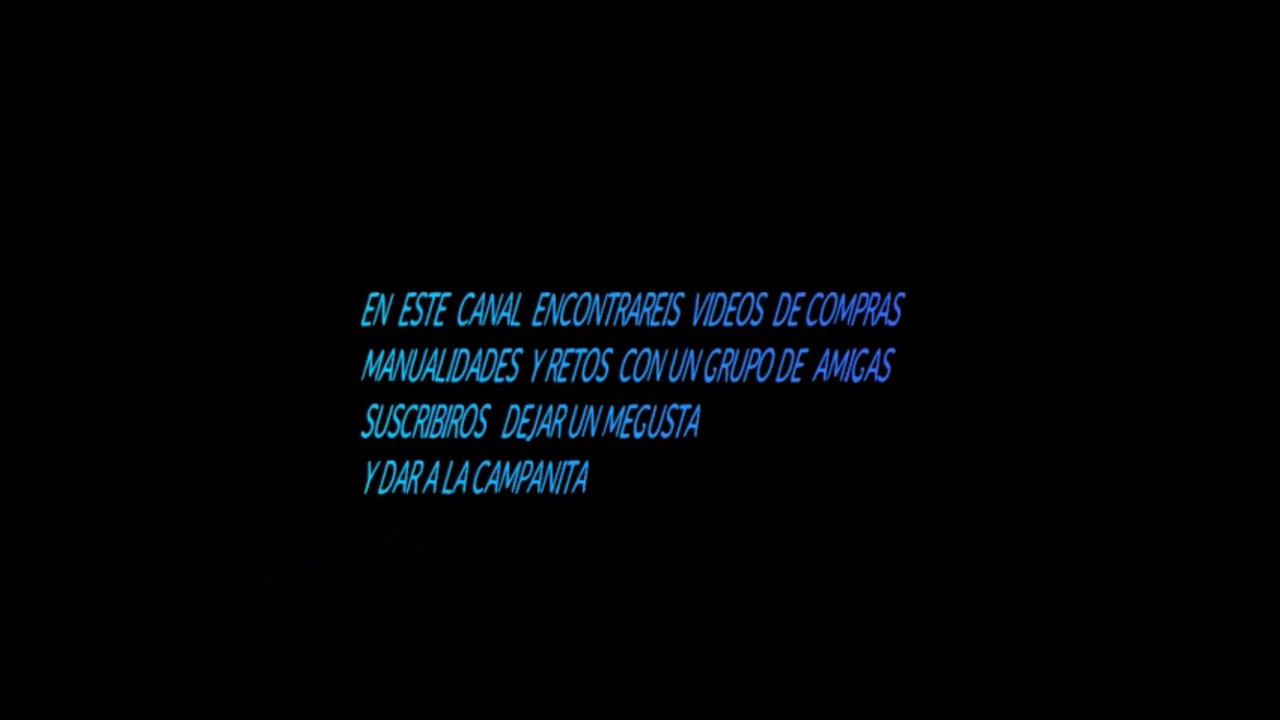 EN ESTE CANAL ENCONTRAREIS VIDEOS DE COMPRAS
MANUALIDADES Y RETOS CON UN GRUPO DE AMIGAS
SUSCRIBIROS DEJAR UN MEGUSTA
Y DAR A LA CAMPANITA